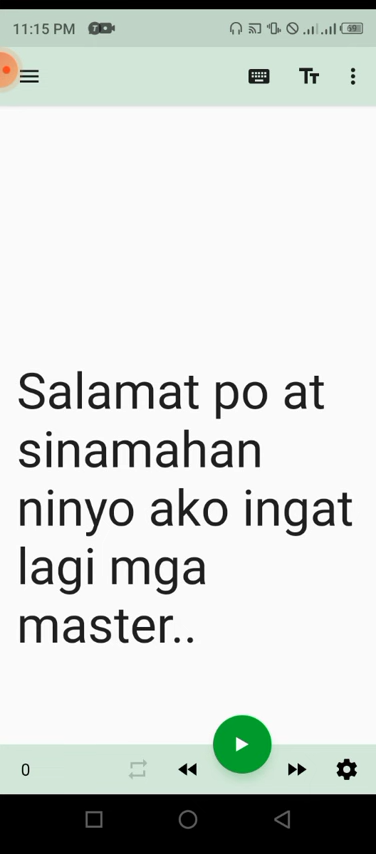 11:15 PM
Salamat po at
sinamahan
ninyo ako ingat
lagi mga
master..
0